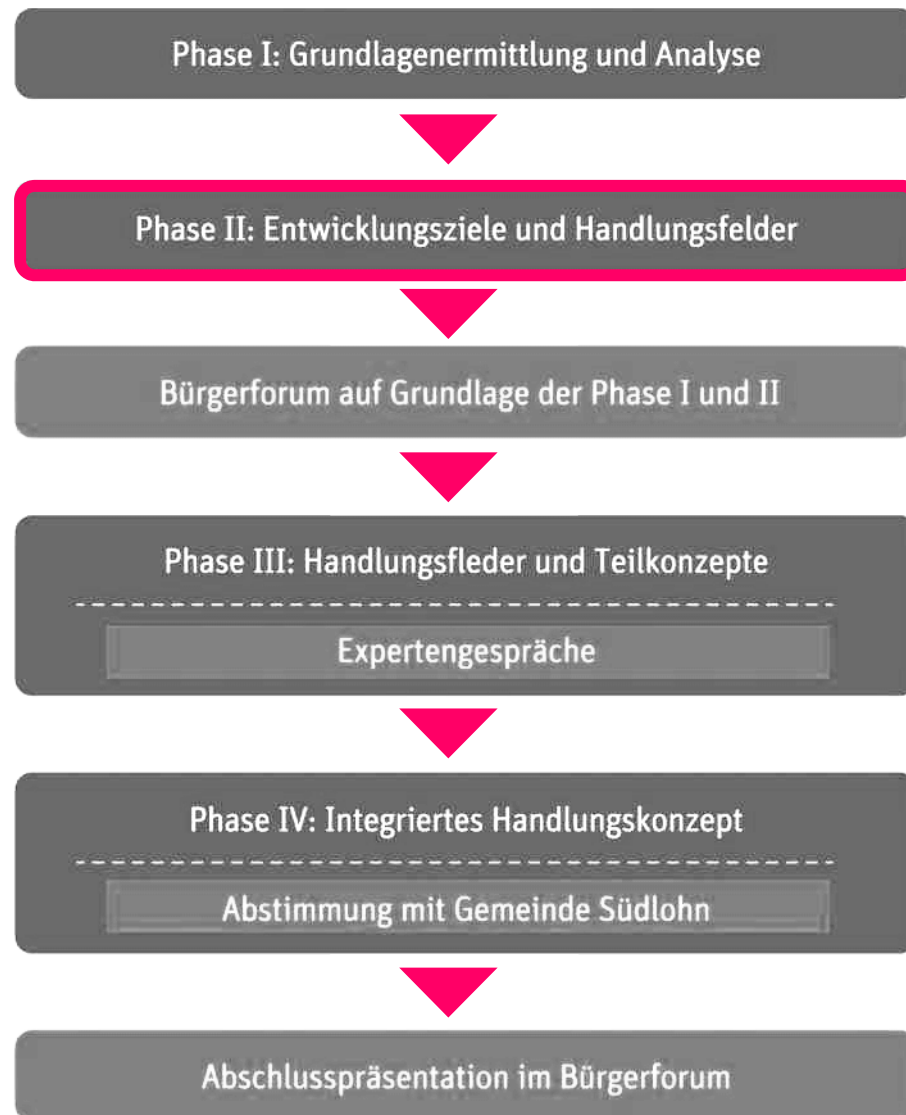 Phase I: Grundlagenermittlung und Analyse
Phase II: Entwicklungsziele und Handlungsfelder
Bürgerforum auf Grundlage der Phase I und II
Phase III: Handlungsfleder und Teilkonzepte
Expertengespräche
Phase IV: Integriertes Handlungskonzept
Abstimmung mit Gemeinde Südlohn
Abschlusspräsentation im Bürgerforum